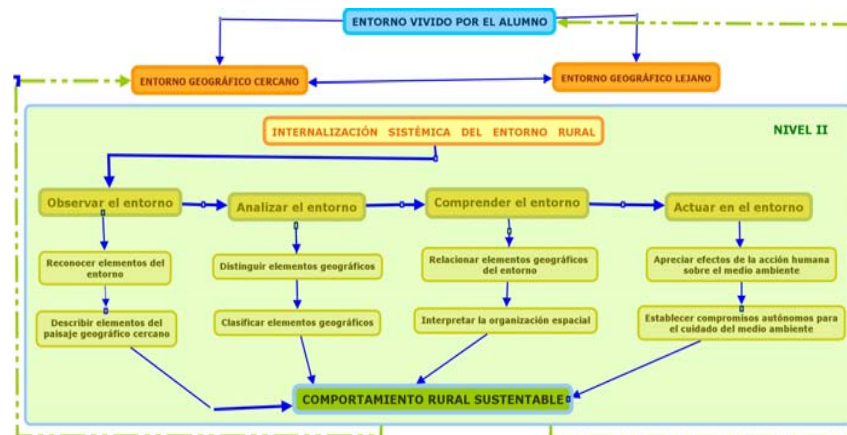 ENTORNO VIVIDO POR EL ALUMNO
ENTORNO GEOGRÁFICO CERCANO
ENTORNO GEOGRÁFICO LEJANO
INTERNALIZACIÓN SISTÉMICA DEL ENTORNO RURAL
NIVEL II
Observar el entorno
Analizar el entorno
Comprender el entorno
Actuar en el entorno
Reconocer elementos del
entorno
Distinguir elementos geográficos
Relacionar elementos geográficos
del entorno
Apreciar efectos de la acción humana
sobre el medio ambiente
Describir elementos del
paisaje geográfico cercano
Clasificar elementos geográficos
Interpretar la organización espacial
Establecer compromisos autónomos para
el cuidado del medio ambiente
COMPORTAMIENTO RURAL SUSTENTABLE